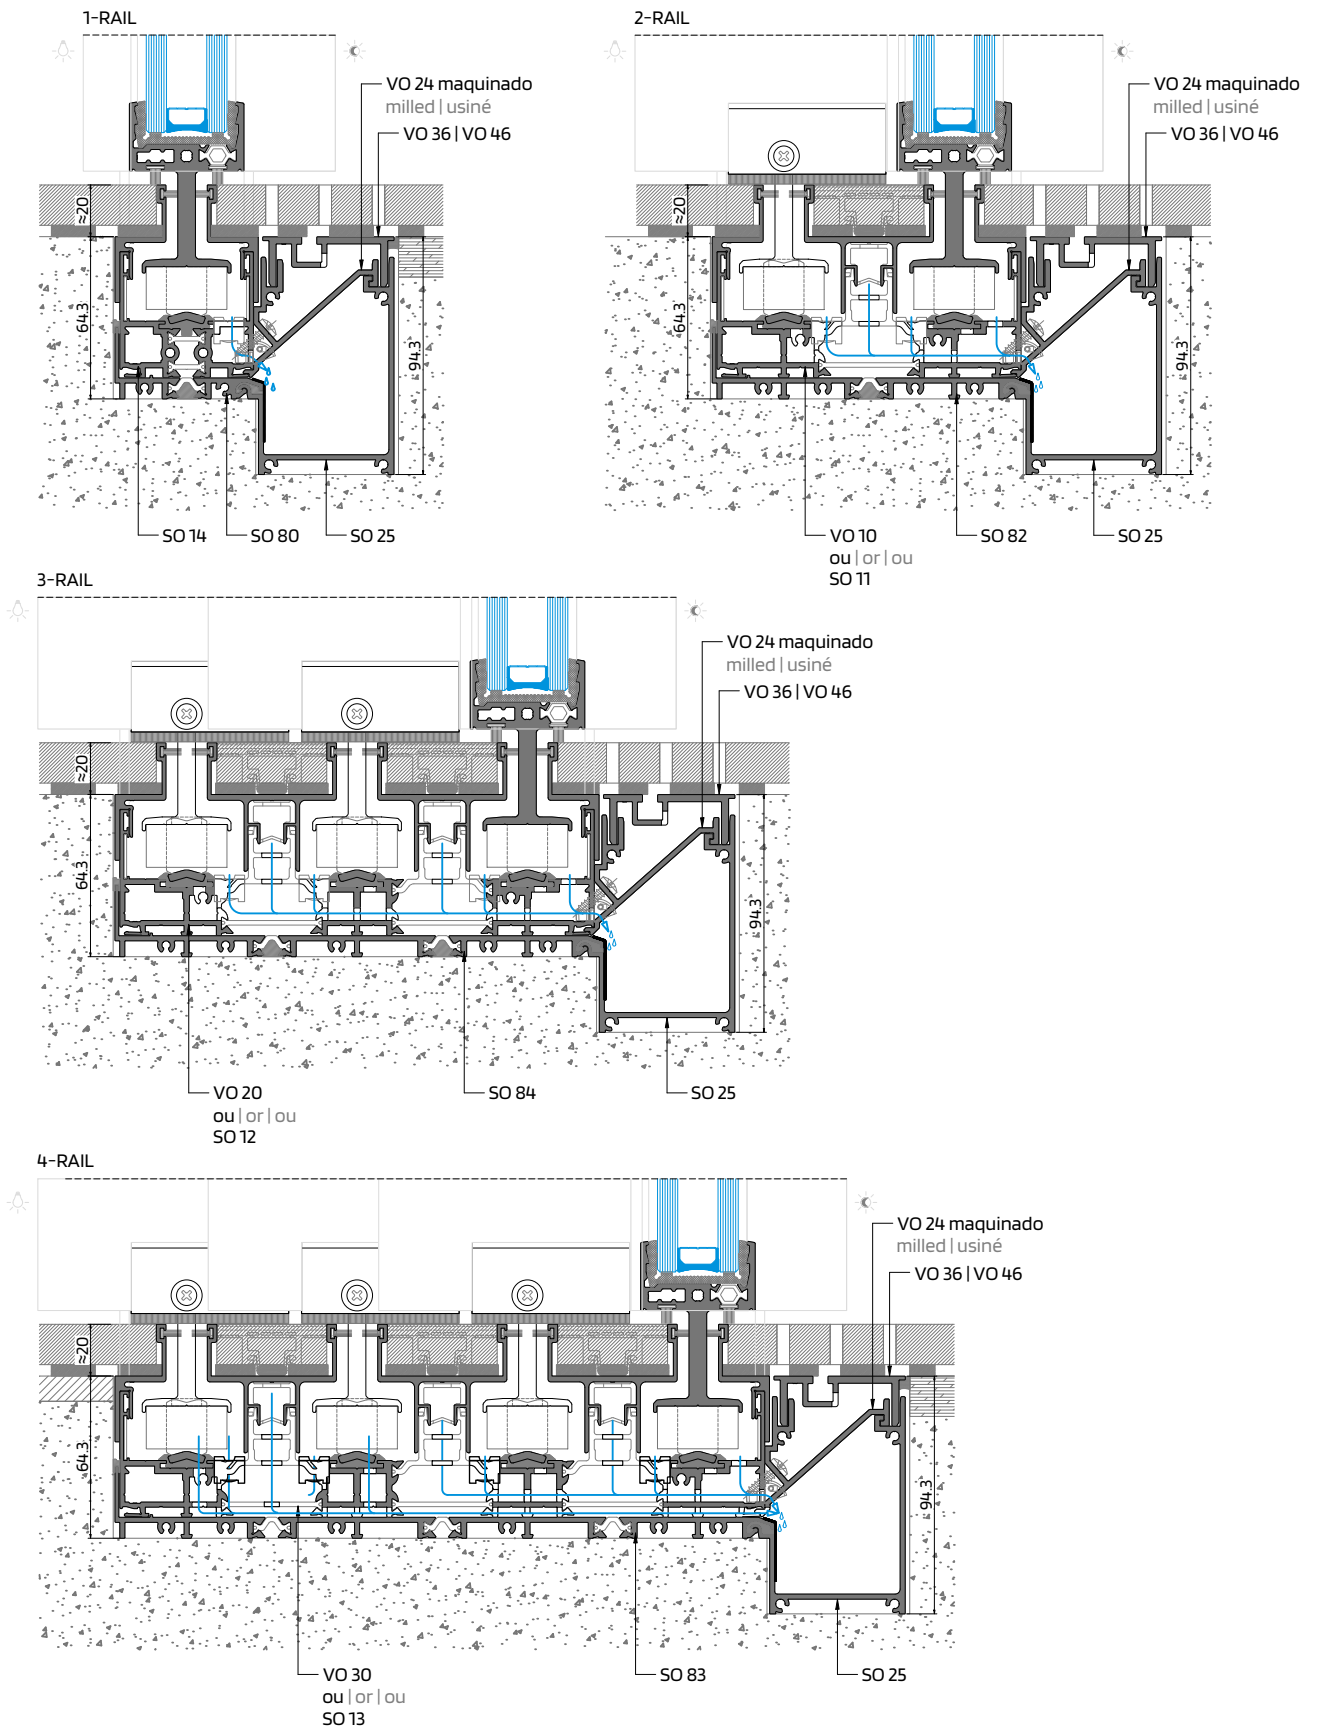 1-RAIL
VO 24 maquinado
milled | usiné
VO 36 | VO 46
≈20
64.3
94.3
SO 14
SO 80
SO 25
2-RAIL
VO 24 maquinado
milled | usiné
VO 36 | VO 46
≈20
64.3
94.3
VO 10
ou | or | ou
SO 11
SO 82
SO 25
3-RAIL
VO 24 maquinado
milled | usiné
VO 36 | VO 46
≈20
64.3
94.3
VO 20
ou | or | ou
SO 12
SO 84
SO 25
4-RAIL
VO 24 maquinado
milled | usiné
VO 36 | VO 46
≈20
64.3
94.3
VO 30
ou | or | ou
SO 13
SO 83
SO 25